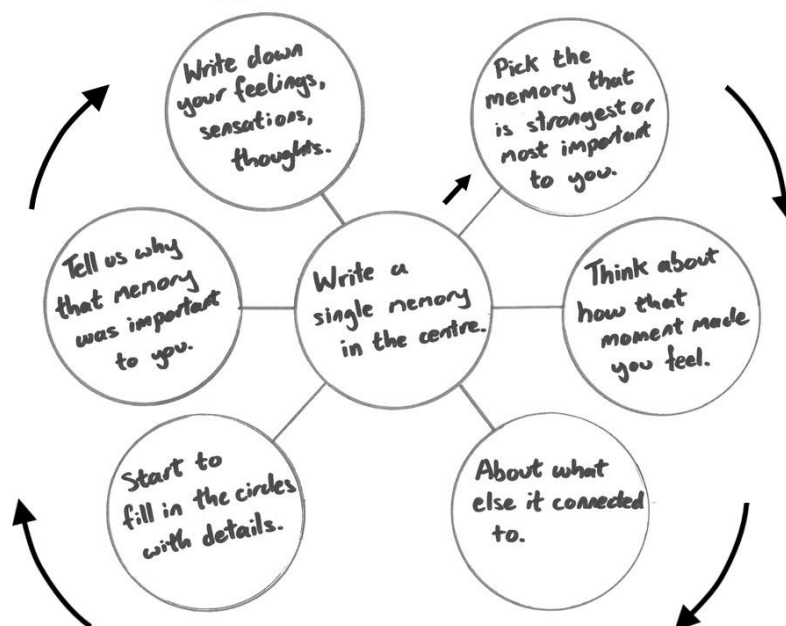 Write a
single memory
in the centre.
Pick the
memory that
is strongest or
most important
to you.
Think about
how that
moment made
you feel.
About what
else it connected
to.
Start to
fill in the circles
with details.
Tell us why
that memory
was important
to you.
Write down
your feelings,
sensations,
thoughts.